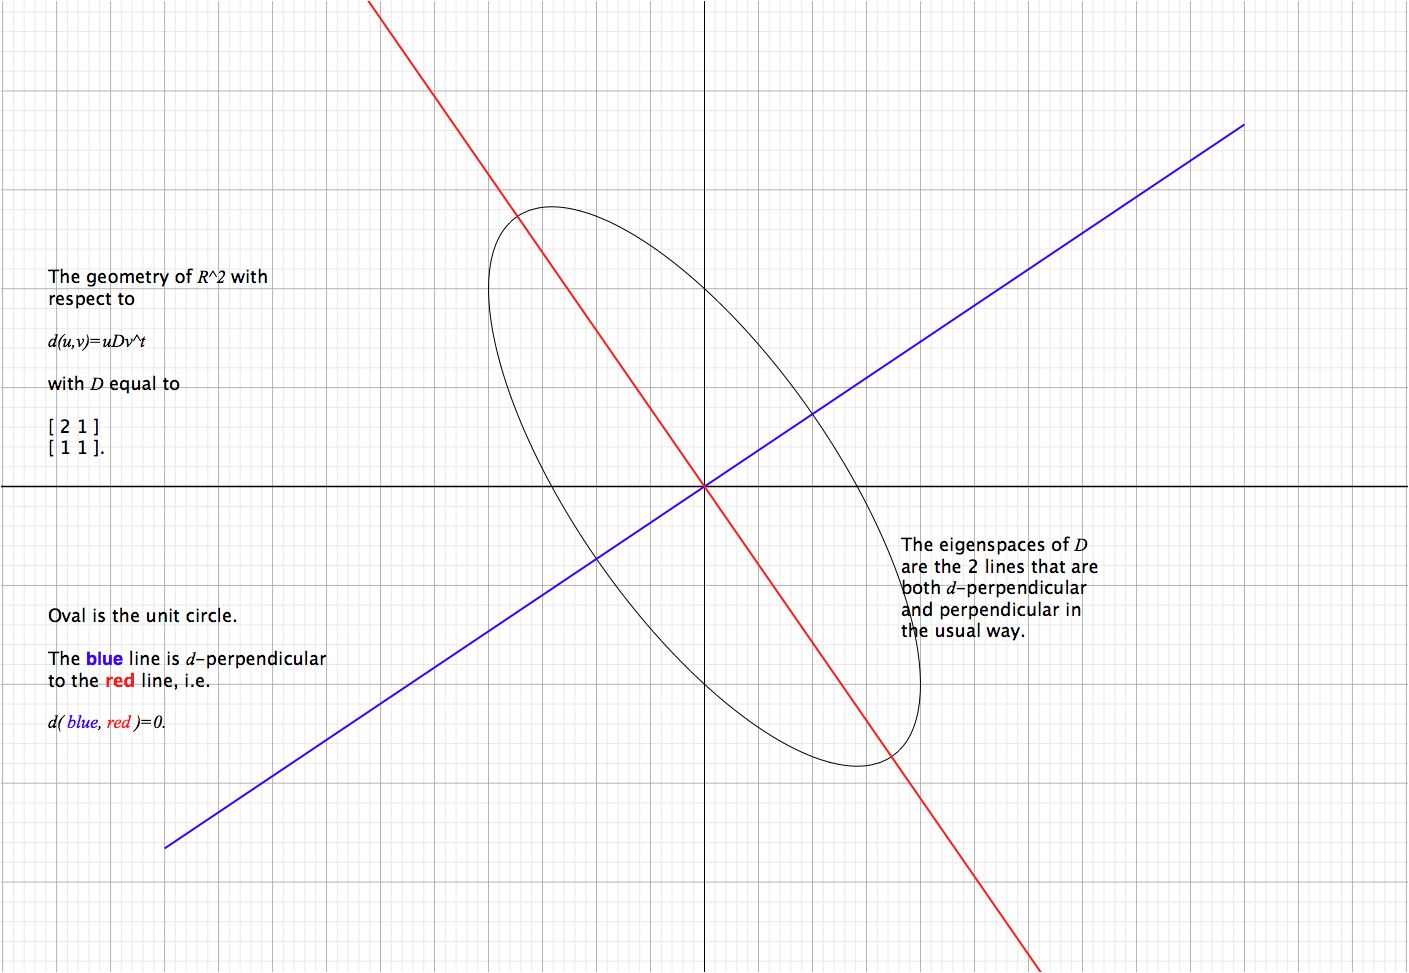 The geometry of R^2 with
respect to
d(u,v)=uDv^t
with D equal to
[ 2 1 ]
[ 1 1 ].
Oval is the unit circle.
The blue line is d-perpendicular
to the red line, i.e.
d( blue, red )=0.
The eigenspaces of D
are the 2 lines that are
both d-perpendicular
and perpendicular in
the usual way.